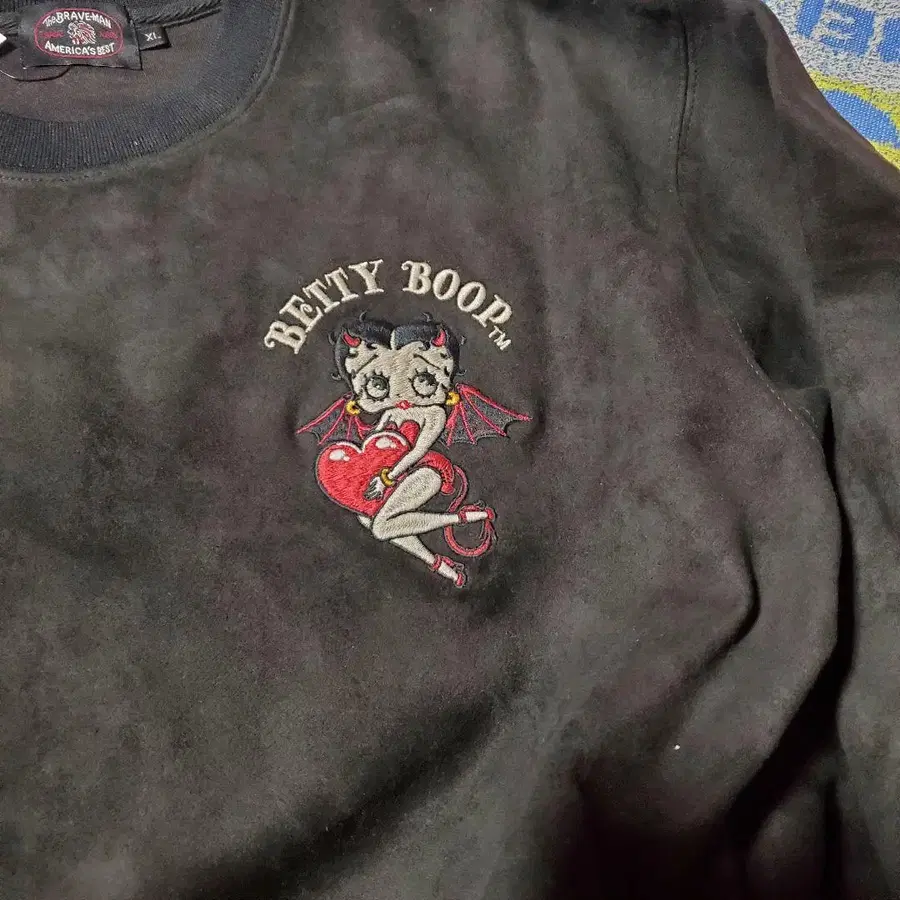 The BRAVE-MAN
AMERICA'S BEST
XL
BETTY BOOP™